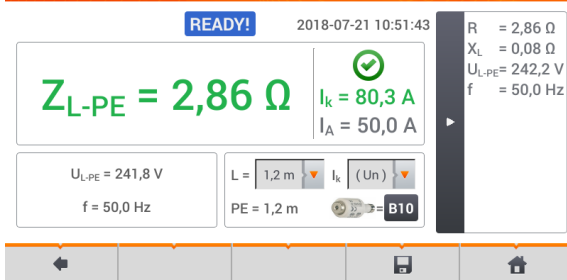 READY! 2018-07-21 10:51:43
Z L-PE = 2,86 Ω
Ik = 80,3 A
IA = 50,0 A
UL-PE = 241,8 V
f = 50,0 Hz
L = 1,2 m Ik (Un)
PE = 1,2 m = B10
R = 2,86 Ω
XL = 0,08 Ω
UL-PE= 242,2 V
f = 50,0 Hz